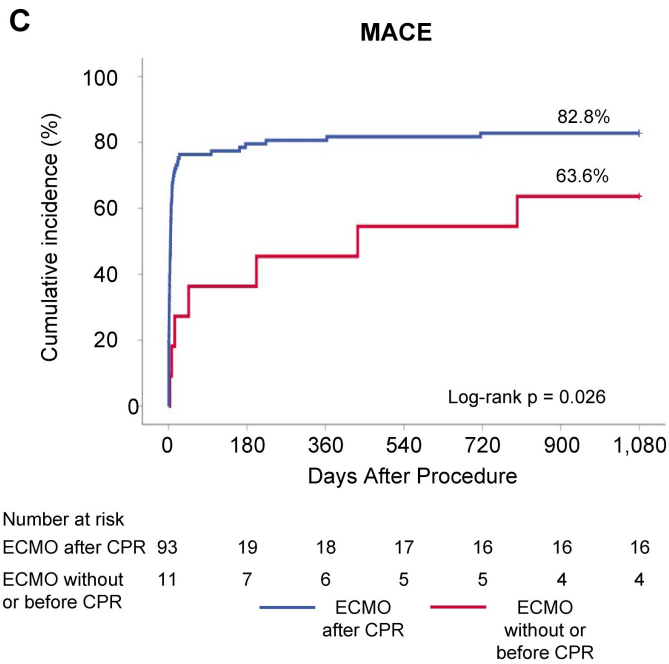 C
MACE
Cumulative incidence (%)
100
80
60
40
20
0
82.8%
63.6%
Log-rank p = 0.026
0 180 360 540 720 900 1,080
Days After Procedure
Number at risk
ECMO after CPR 93 19 18 17 16 16 16
ECMO without 11 7 6 5 5 4 4
or before CPR
ECMO
after CPR
ECMO
without or
before CPR